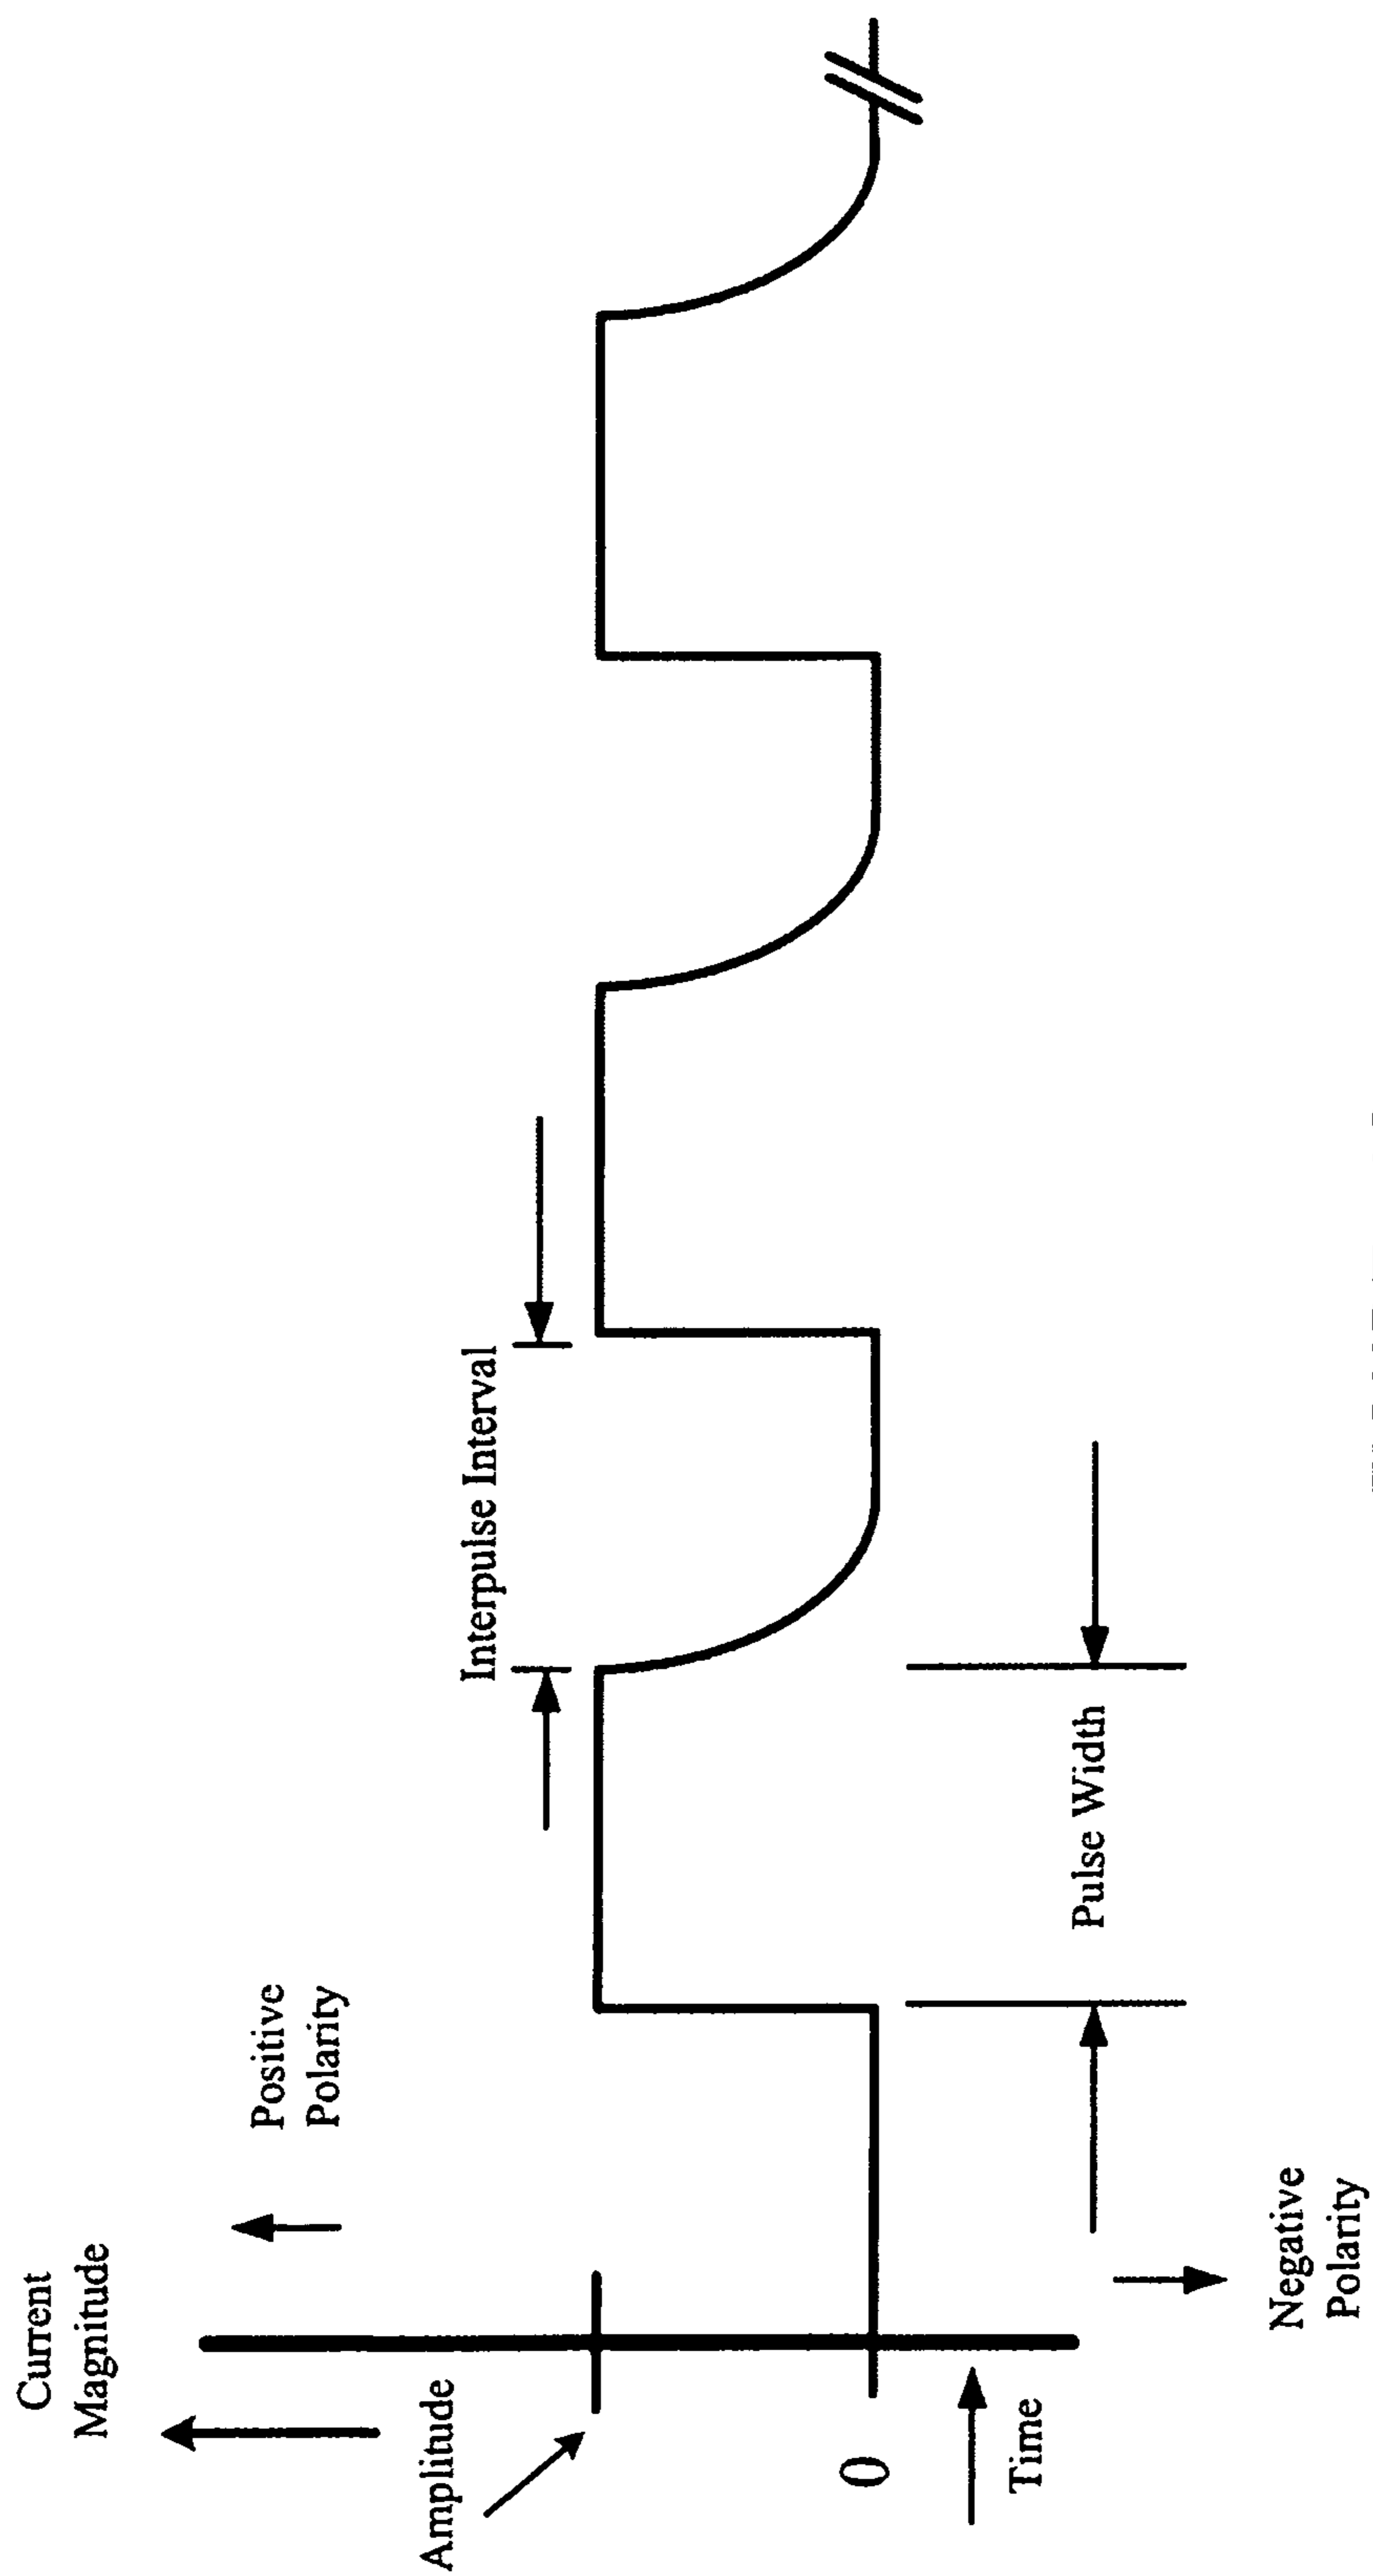 Current
Magnitude
Positive
Polarity
Amplitude
Interpulse Interval
0
Time
Pulse Width
Negative
Polarity